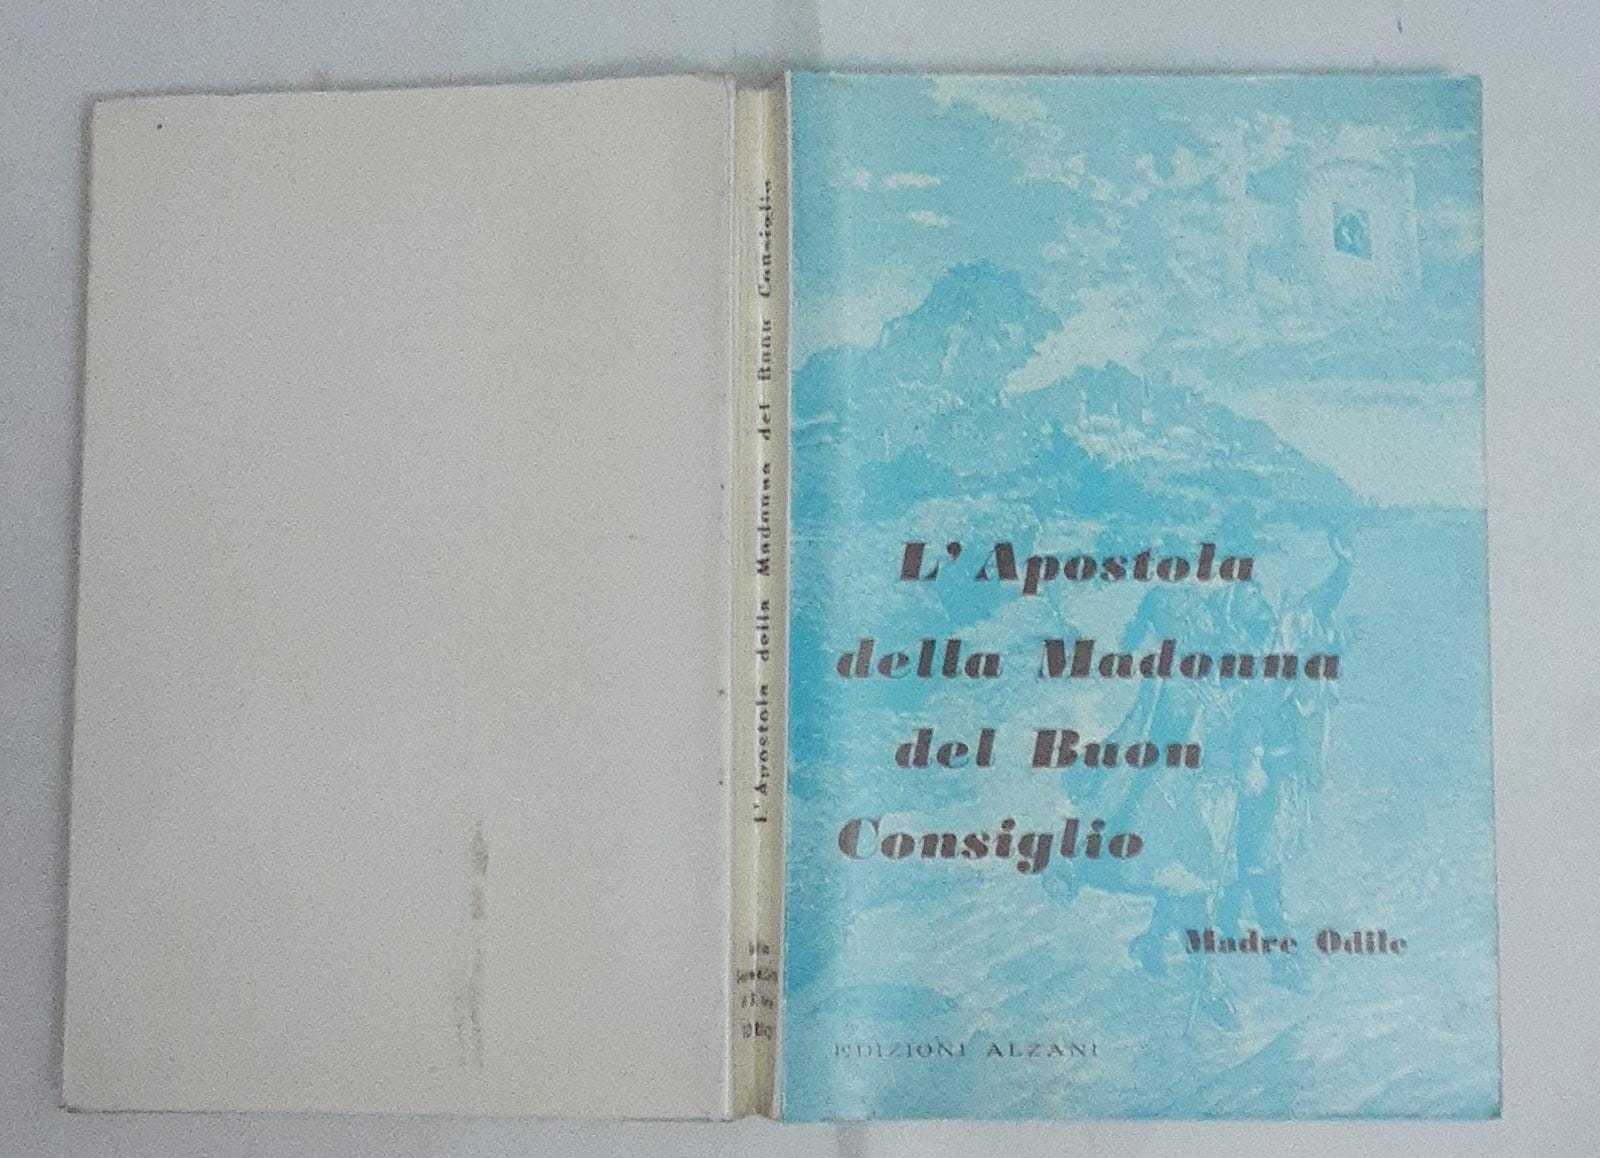 L'Apostola
della Madonna
del Buon
Consiglio
Madre Odile
EDIZIONI ALZANI
L'Apostola della Madonna del Buon Consiglio